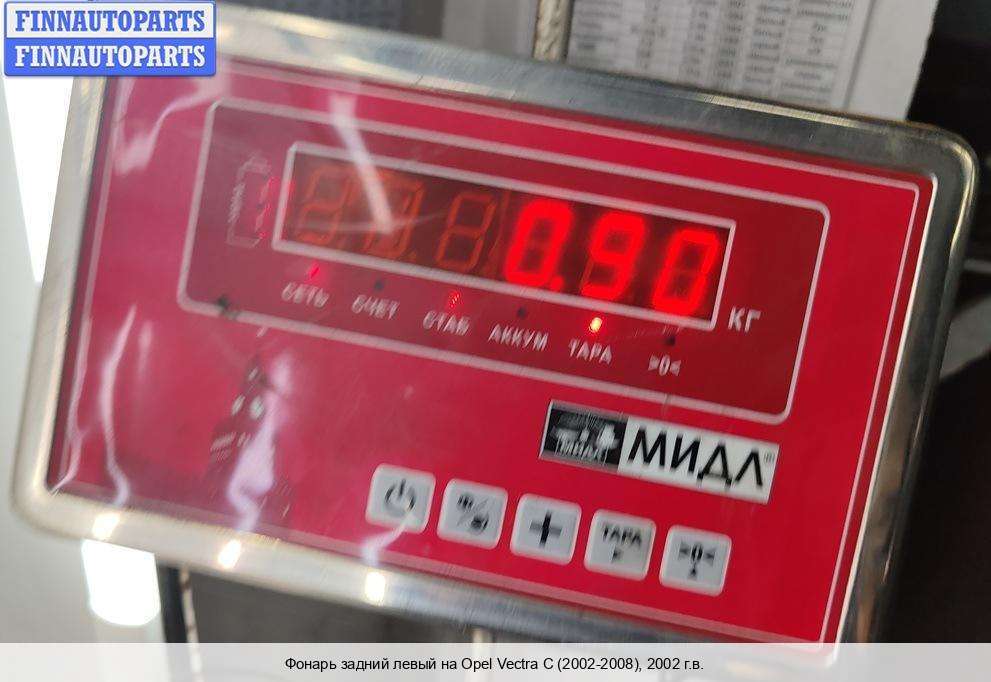 FINNAUTOPARTS
FINNAUTOPARTS
0.90
КГ
СЕТЬ СЧЕТ СТАБ АККУМ ТАРА >0<
МИДЛ
ТАРА >0<
Фонарь задний левый на Opel Vectra C (2002-2008), 2002 г.в.